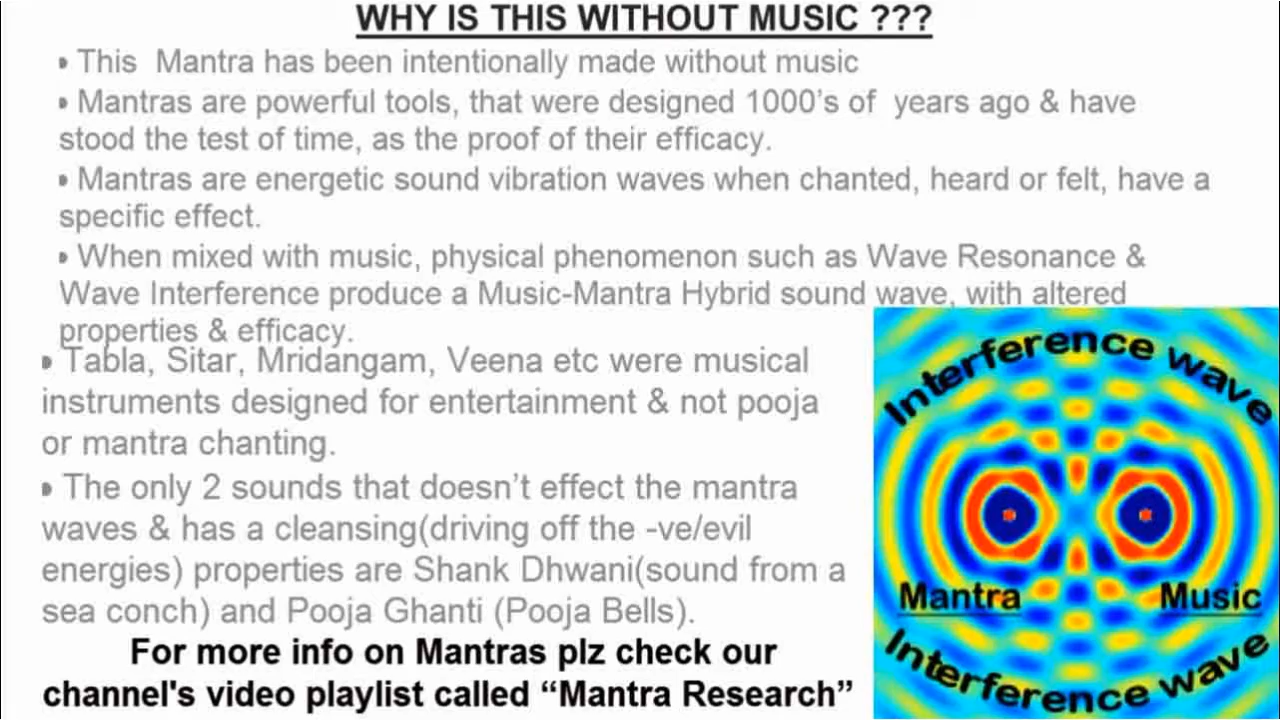 WHY IS THIS WITHOUT MUSIC ???
• This  Mantra has been intentionally made without music
• Mantras are powerful tools, that were designed 1000’s of  years ago & have
stood the test of time, as the proof of their efficacy.
• Mantras are energetic sound vibration waves when chanted, heard or felt, have a
specific effect.
• When mixed with music, physical phenomenon such as Wave Resonance &
Wave Interference produce a Music-Mantra Hybrid sound wave, with altered
properties & efficacy.
• Tabla, Sitar, Mridangam, Veena etc were musical
instruments designed for entertainment & not pooja
or mantra chanting.
• The only 2 sounds that doesn’t effect the mantra
waves & has a cleansing(driving off the -ve/evil
energies) properties are Shank Dhwani(sound from a
sea conch) and Pooja Ghanti (Pooja Bells).
For more info on Mantras plz check our
channel's video playlist called “Mantra Research”
Interference wave
Mantra
Music
Interference wave